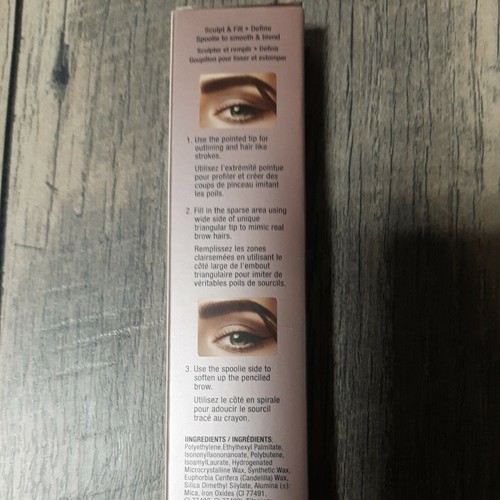 Sculpt & Fill • Define
Spoolie to smooth & blend
Sculpter et remplir • Définir
Goupillon pour lisser et estomper
1. Use the pointed tip for
outlining and hair like
strokes.
Utilisez l'extrémité pointue
pour profiler et créer des
coups de pinceau imitant
les poils.
2. Fill in the sparse area using
wide side of unique
triangular tip to mimic real
brow hairs.
Remplissez les zones
clairsemées en utilisant le
côté large de l'embout
triangulaire pour imiter de
véritables poils de sourcils.
3. Use the spoolie side to
soften up the penciled
brow.
Utilisez le côté en spirale
pour adoucir le sourcil
tracé au crayon.
INGREDIENTS / INGRÉDIENTS:
Polyethylene, Ethylhexyl Palmitate,
Isononyl Isononanoate, Polybutene,
Isoamyl Laurate, Hydrogenated
Microcrystalline Wax, Synthetic Wax,
Euphorbia Cerifera (Candelilla) Wax,
Silica Dimethyl Silylate, Alumina (±):
Mica, Iron Oxides (CI 77491,